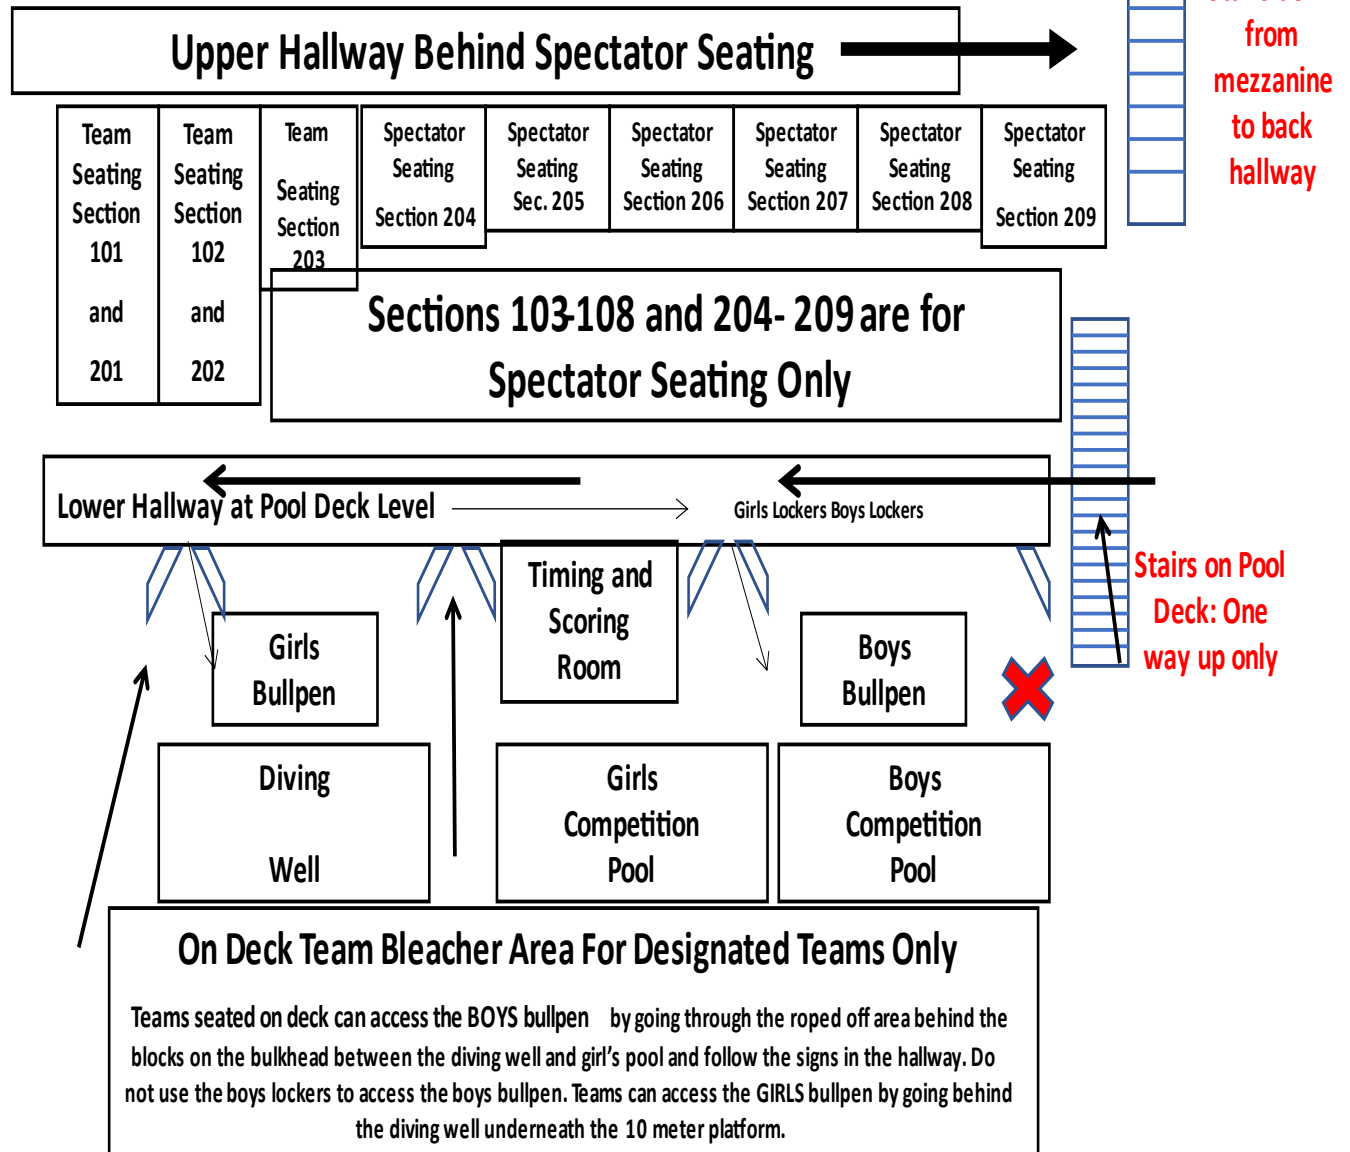 from
mezzanine
to back
hallway
Upper Hallway Behind Spectator Seating
Team
Seating
Section
101
and
201
Team
Seating
Section
102
and
202
Team
Seating
Section
203
Spectator
Seating
Section 204
Spectator
Seating
Sec. 205
Spectator
Seating
Section 206
Spectator
Seating
Section 207
Spectator
Seating
Section 208
Spectator
Seating
Section 209
Sections 103-108 and 204- 209 are for
Spectator Seating Only
Lower Hallway at Pool Deck Level
Girls Lockers Boys Lockers
Stairs on Pool
Deck: One
way up only
Girls
Bullpen
Timing and
Scoring
Room
Boys
Bullpen
Diving
Well
Girls
Competition
Pool
Boys
Competition
Pool
On Deck Team Bleacher Area For Designated Teams Only
Teams seated on deck can access the BOYS bullpen by going through the roped off area behind the
blocks on the bulkhead between the diving well and girl's pool and follow the signs in the hallway. Do
not use the boys lockers to access the boys bullpen. Teams can access the GIRLS bullpen by going behind
the diving well underneath the 10 meter platform.